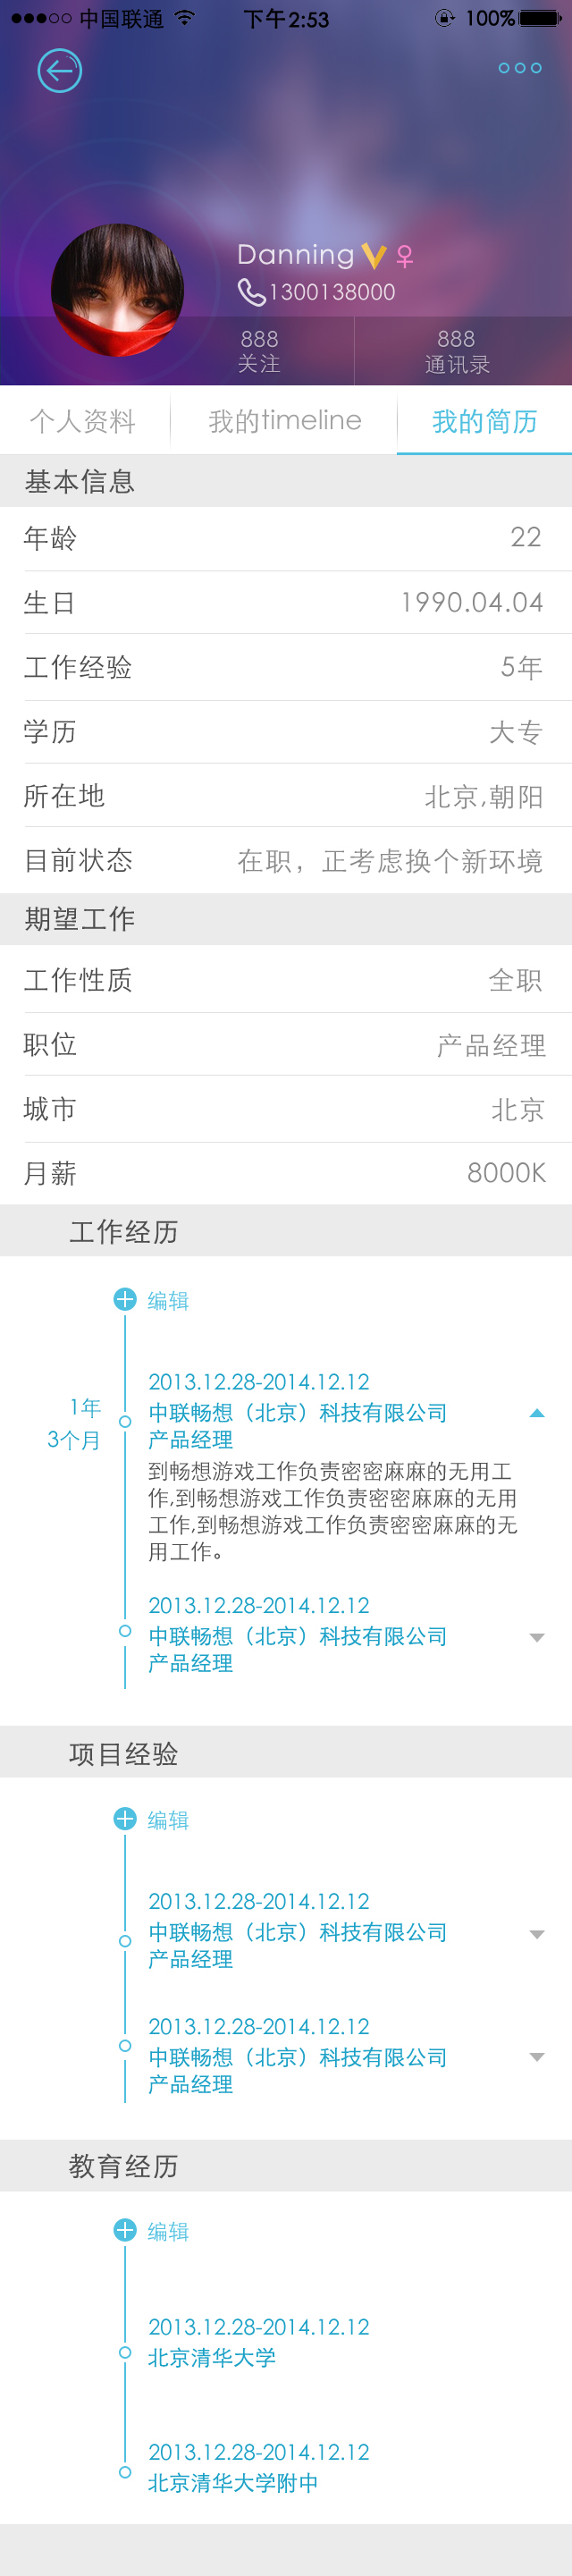 中国联通 下午2:53 100%
Danning
1300138000
888 888
关注 通讯录
个人资料 我的timeline 我的简历
基本信息
年龄 22
生日 1990.04.04
工作经验 5年
学历 大专
所在地 北京,朝阳
目前状态 在职，正考虑换个新环境
期望工作
工作性质 全职
职位 产品经理
城市 北京
月薪 8000K
工作经历
编辑
2013.12.28-2014.12.12
1年
中联畅想（北京）科技有限公司
3个月
产品经理
到畅想游戏工作负责密密麻麻的无用工
作,到畅想游戏工作负责密密麻麻的无用
工作,到畅想游戏工作负责密密麻麻的无
用工作。
2013.12.28-2014.12.12
中联畅想（北京）科技有限公司
产品经理
项目经验
编辑
2013.12.28-2014.12.12
中联畅想（北京）科技有限公司
产品经理
2013.12.28-2014.12.12
中联畅想（北京）科技有限公司
产品经理
教育经历
编辑
2013.12.28-2014.12.12
北京清华大学
2013.12.28-2014.12.12
北京清华大学附中